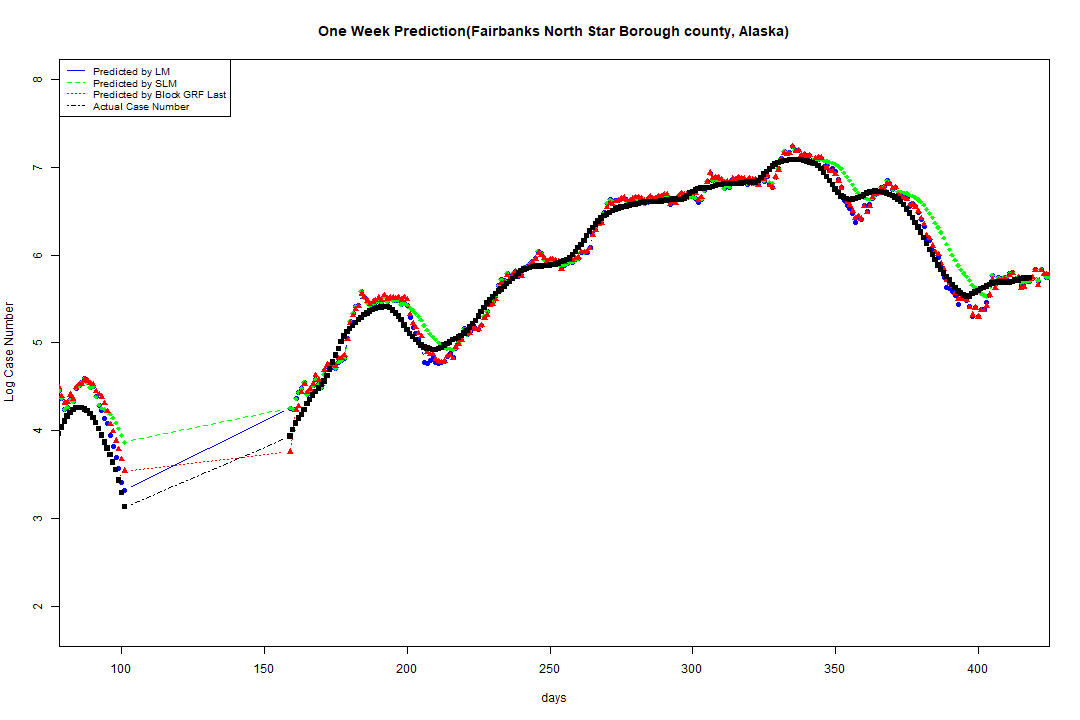 One Week Prediction(Fairbanks North Star Borough county, Alaska)
Predicted by LM
Predicted by SLM
Predicted by Block GRF Last
Actual Case Number
8
7
6
5
4
3
2
Log Case Number
100 150 200 250 300 350 400
days